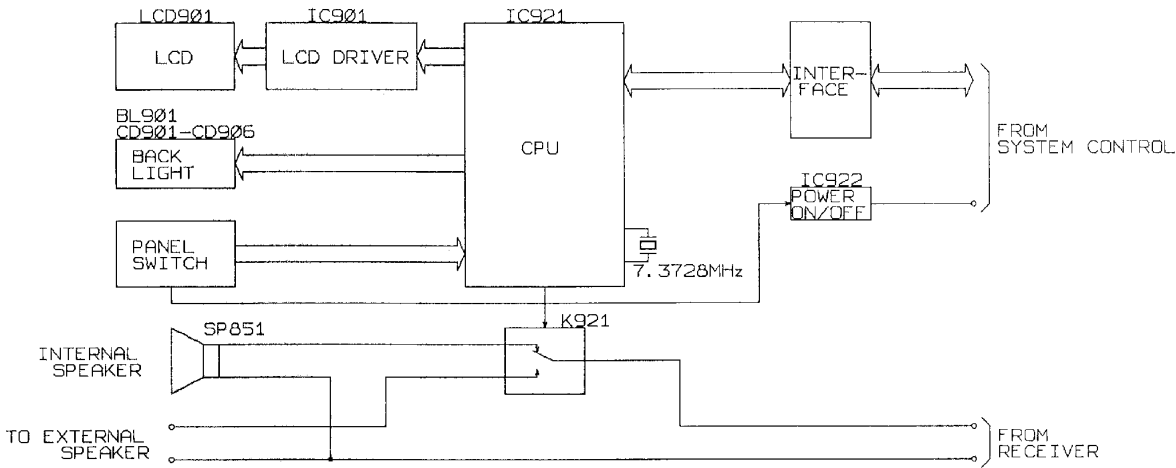 LCD901
IC901
IC921
LCD
LCD DRIVER
CPU
INTER-
FACE
BL901
CD901-CD906
BACK
LIGHT
FROM
SYSTEM CONTROL
IC922
POWER
ON/OFF
PANEL
SWITCH
7.3728MHz
K921
SP851
INTERNAL
SPEAKER
TO EXTERNAL
SPEAKER
FROM
RECEIVER